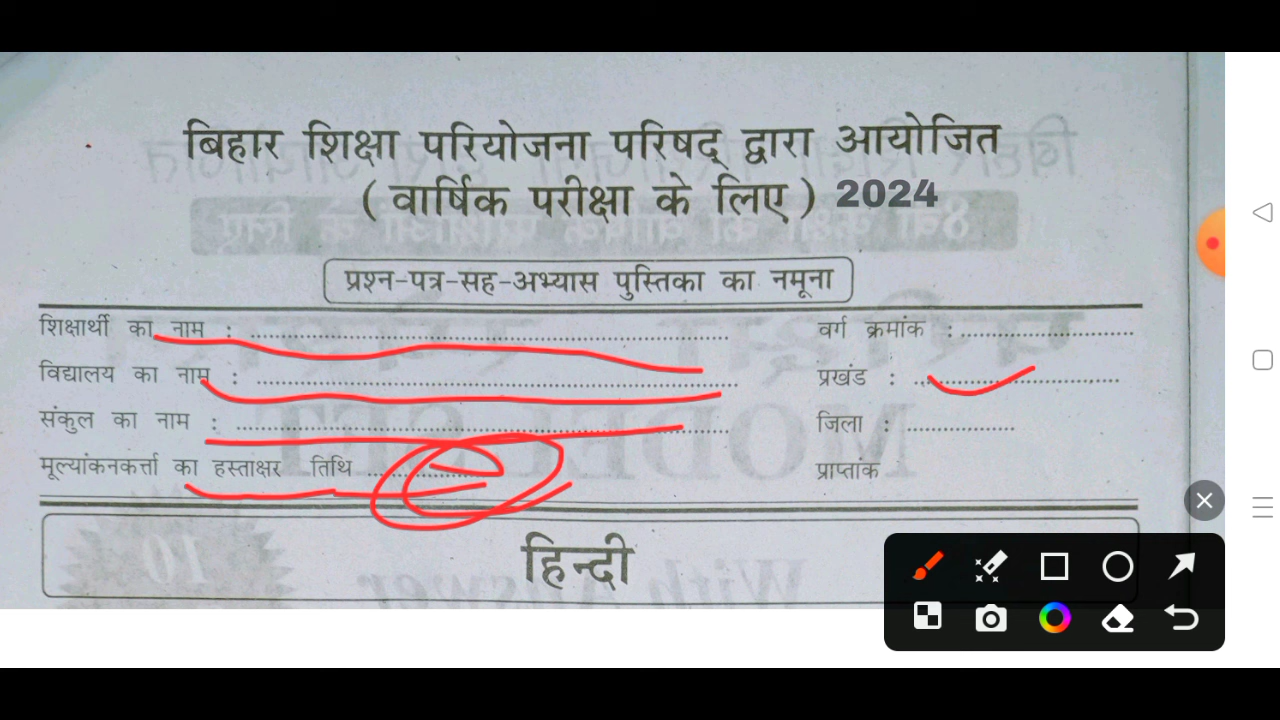 बिहार शिक्षा परियोजना परिषद् द्वारा आयोजित
( वार्षिक परीक्षा के लिए ) 2024
प्रश्न-पत्र-सह-अभ्यास पुस्तिका का नमूना
शिक्षार्थी का नाम : .......... वर्ग क्रमांक : ..........
विद्यालय का नाम : .......... प्रखंड : ..........
संकुल का नाम : .......... जिला : ..........
मूल्यांकनकर्त्ता का हस्ताक्षर तिथि .......... प्राप्तांक
हिन्दी